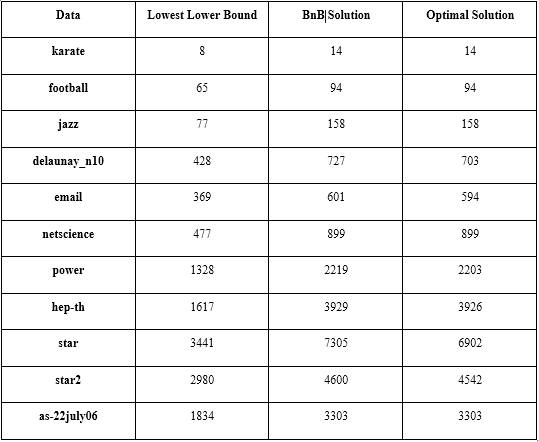 Data Lowest Lower Bound BnB|Solution Optimal Solution
karate 8 14 14
football 65 94 94
jazz 77 158 158
delaunay_n10 428 727 703
email 369 601 594
netscience 477 899 899
power 1328 2219 2203
hep-th 1617 3929 3926
star 3441 7305 6902
star2 2980 4600 4542
as-22july06 1834 3303 3303